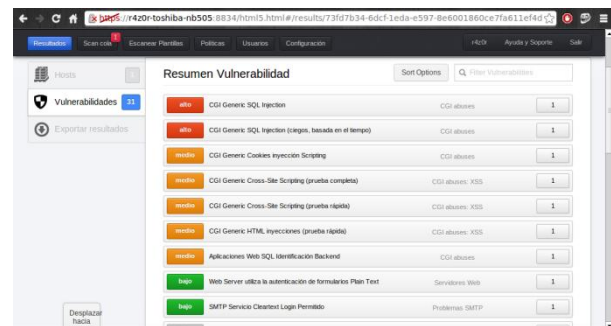 https://r4z0r-toshiba-nb505:8834/html5.html#/results/73fd7b34-6dcf-1eda-e597-8e6001860ce7fa611ef4d
Resultados Scan cola 1 Escanear Plantillas Políticas Usuarios Configuración r4z0r Ayuda y Soporte Salir
Hosts
Vulnerabilidades 31
Exportar resultados
Resumen Vulnerabilidad Sort Options Filter Vulnerabilities
alto CGI Generic SQL Injection CGI abuses 1
alto CGI Generic SQL Injection (ciegos, basada en el tiempo) CGI abuses 1
medio CGI Generic Cookies inyección Scripting CGI abuses 1
medio CGI Generic Cross-Site Scripting (prueba completa) CGI abuses: XSS 1
medio CGI Generic Cross-Site Scripting (prueba rápida) CGI abuses: XSS 1
medio CGI Generic HTML inyecciones (prueba rápida) CGI abuses: XSS 1
medio Aplicaciones Web SQL Identificación Backend CGI abuses 1
bajo Web Server utiliza la autenticación de formularios Plain Text Servidores Web 1
bajo SMTP Servicio Cleartext Login Permitido Problemas SMTP 1
Desplazar
hacia